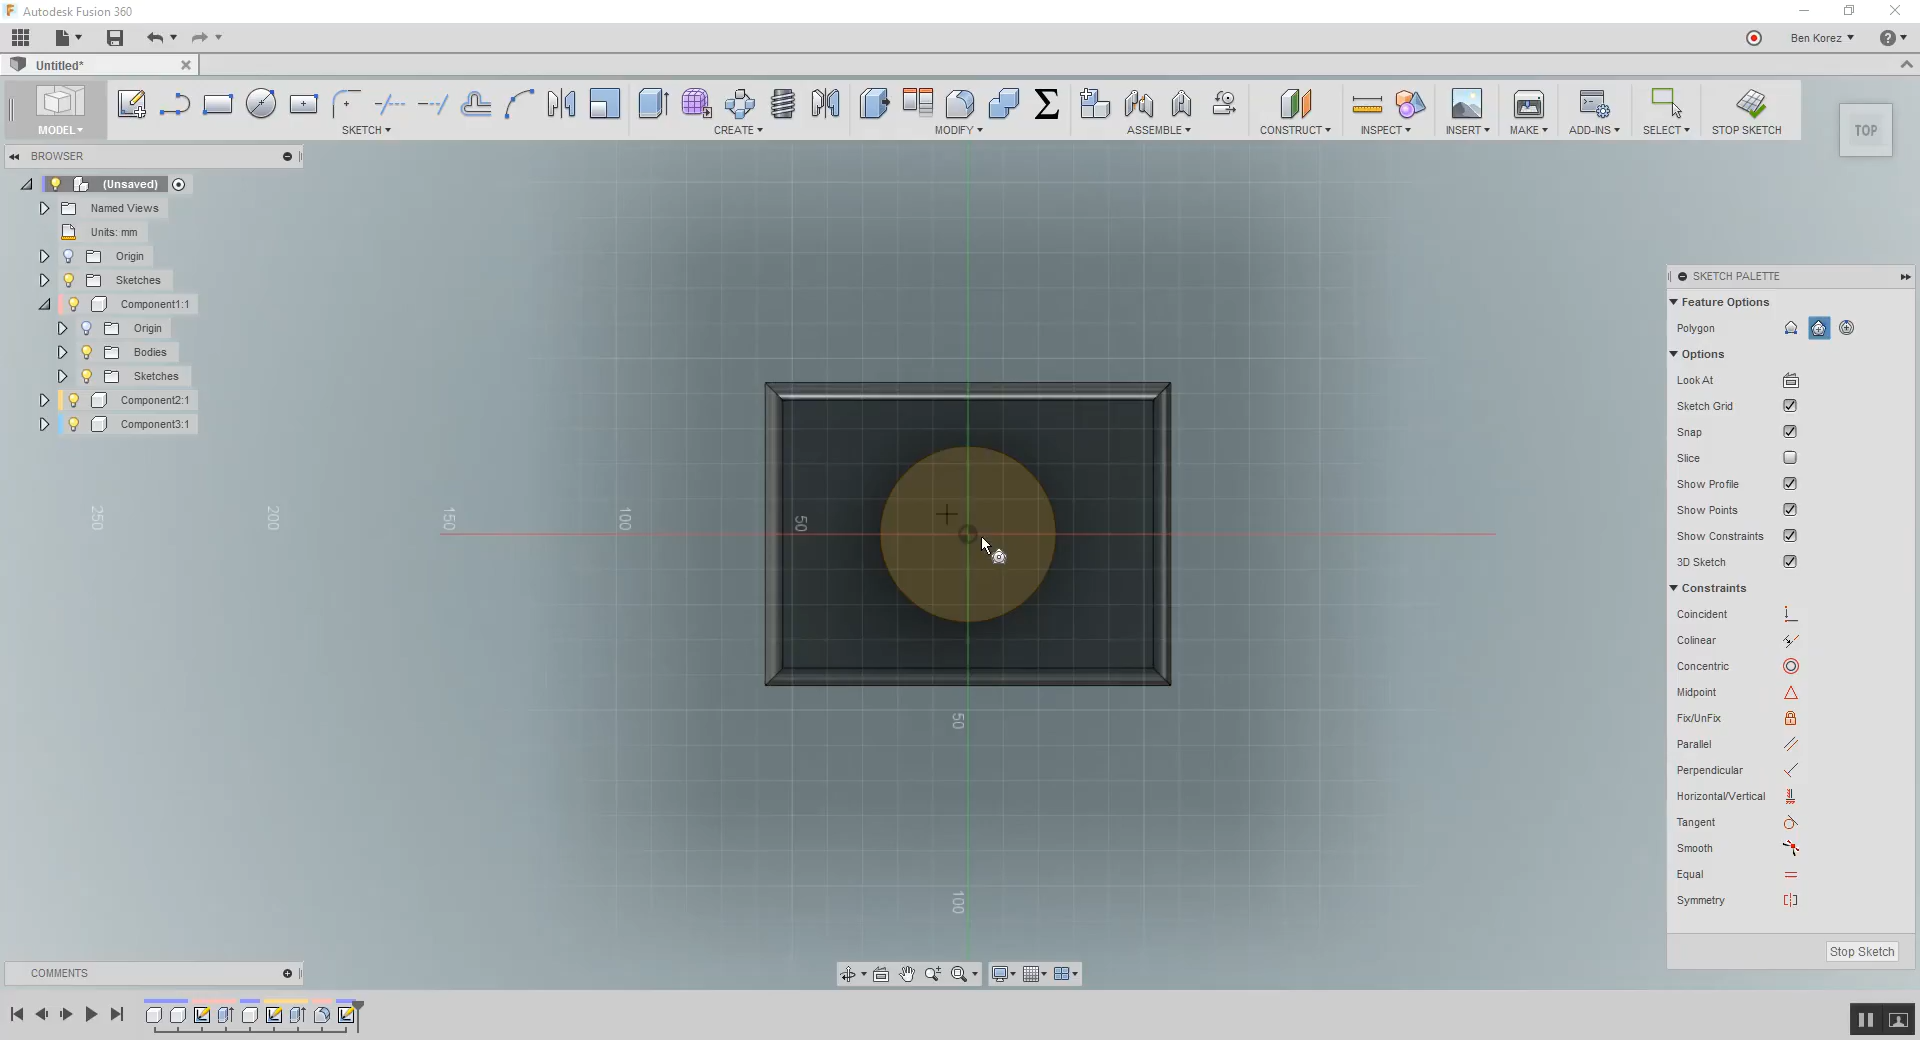 Autodesk Fusion 360
Ben Korez
Untitled*
MODEL
SKETCH
CREATE
MODIFY
ASSEMBLE
CONSTRUCT
INSPECT
INSERT
MAKE
ADD-INS
SELECT
STOP SKETCH
TOP
BROWSER
(Unsaved)
Named Views
Units: mm
Origin
Sketches
Component1:1
Origin
Bodies
Sketches
Component2:1
Component3:1
250
200
150
100
50
50
100
SKETCH PALETTE
Feature Options
Polygon
Options
Look At
Sketch Grid
Snap
Slice
Show Profile
Show Points
Show Constraints
3D Sketch
Constraints
Coincident
Colinear
Concentric
Midpoint
Fix/UnFix
Parallel
Perpendicular
Horizontal/Vertical
Tangent
Smooth
Equal
Symmetry
Stop Sketch
COMMENTS